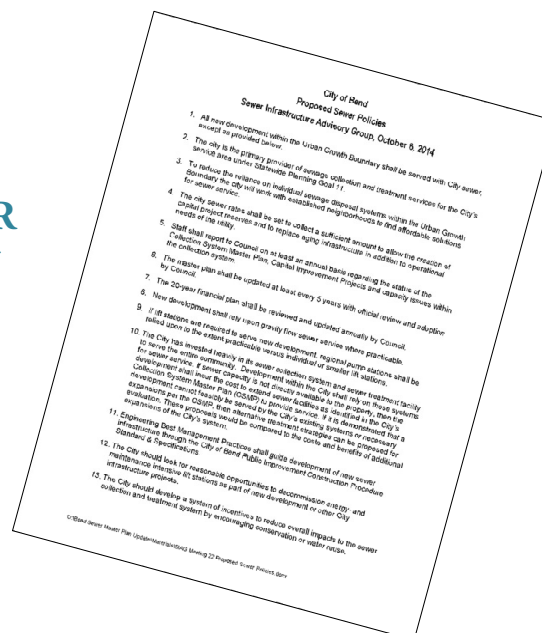 R
City of Bend
Proposed Sewer Policies
Sewer Infrastructure Advisory Group, October 8, 2014
1. All new development within the Urban Growth Boundary shall be served with City sewer,
except as provided below.
2. The city is the primary provider of sewage collection and treatment services for the City's
service area under Statewide Planning Goal 11.
3. To reduce the reliance on individual sewage disposal systems within the Urban Growth
Boundary the city will work with established neighborhoods to find affordable solutions
for sewer service.
4. The city sewer rates shall be set to collect a sufficient amount to allow the creation of
capital project reserves and to replace aging infrastructure in addition to operational
needs of the utility.
5. Staff shall report to Council on at least an annual basis regarding the status of the
Collection System Master Plan, Capital Improvement Projects and capacity issues within
the collection system.
6. The master plan shall be updated at least every 5 years with official review and adoption
by Council.
7. The 20-year financial plan shall be reviewed and updated annually by Council.
8. New development shall rely upon gravity flow sewer service where practicable.
9. If lift stations are required to serve new development, regional pump stations shall be
relied upon to the extent practicable versus individual or smaller lift stations.
10. The City has invested heavily in its sewer collection system and sewer treatment facility
to serve the entire community. Development within the City shall rely on these systems
for sewer service. If sewer capacity is not directly available to the property, then the
development shall incur the cost to extend sewer facilities as identified in the City's
Collection System Master Plan (CSMP) to provide service. If it is demonstrated that a
development cannot feasibly be served by the City's existing systems or necessary
expansions per the CSMP, then alternative treatment strategies can be proposed for
evaluation. These proposals would be compared to the costs and benefits of additional
expansions of the City's system.
11. Engineering Best Management Practices shall guide development of new sewer
infrastructure through the City of Bend Public Improvement Construction Procedure
Standard & Specifications.
12. The City should look for reasonable opportunities to decommission energy- and
maintenance intensive lift stations as part of new development or other City
infrastructure projects.
13. The City should develop a system of incentives to reduce overall impacts to the sewer
collection and treatment system by encouraging conservation or water reuse.